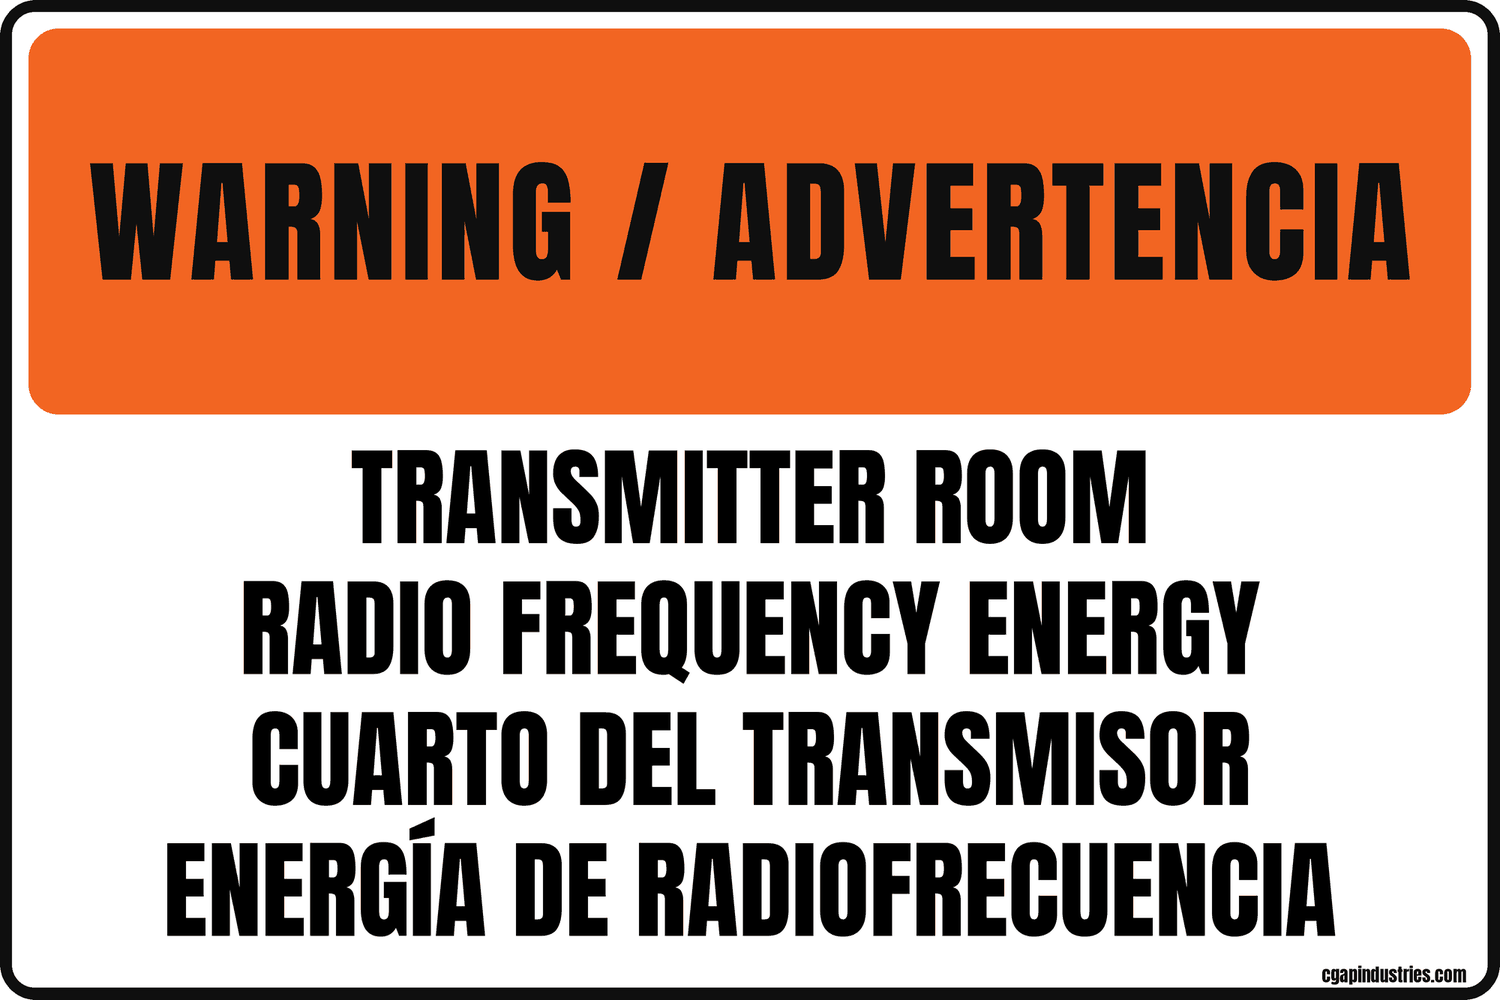 WARNING / ADVERTENCIA
TRANSMITTER ROOM
RADIO FREQUENCY ENERGY
CUARTO DEL TRANSMISOR
ENERGÍA DE RADIOFRECUENCIA
cgapindustries.com